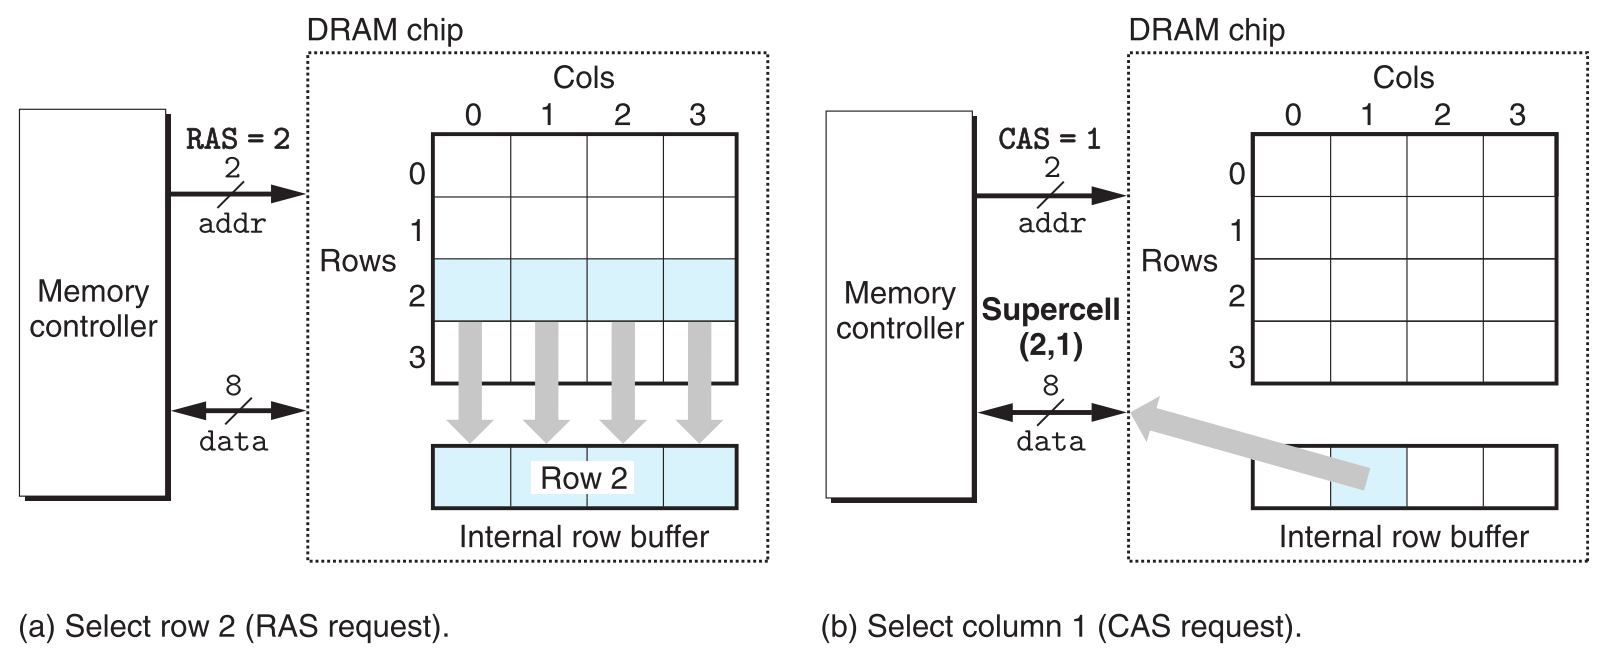 DRAM chip
Cols
0 1 2 3
RAS = 2
2
addr
Rows
0
1
2
3
Memory
controller
8
data
Row 2
Internal row buffer
(a) Select row 2 (RAS request).
DRAM chip
Cols
0 1 2 3
CAS = 1
2
addr
Rows
0
1
2
3
Memory
controller
Supercell
(2,1)
8
data
Internal row buffer
(b) Select column 1 (CAS request).